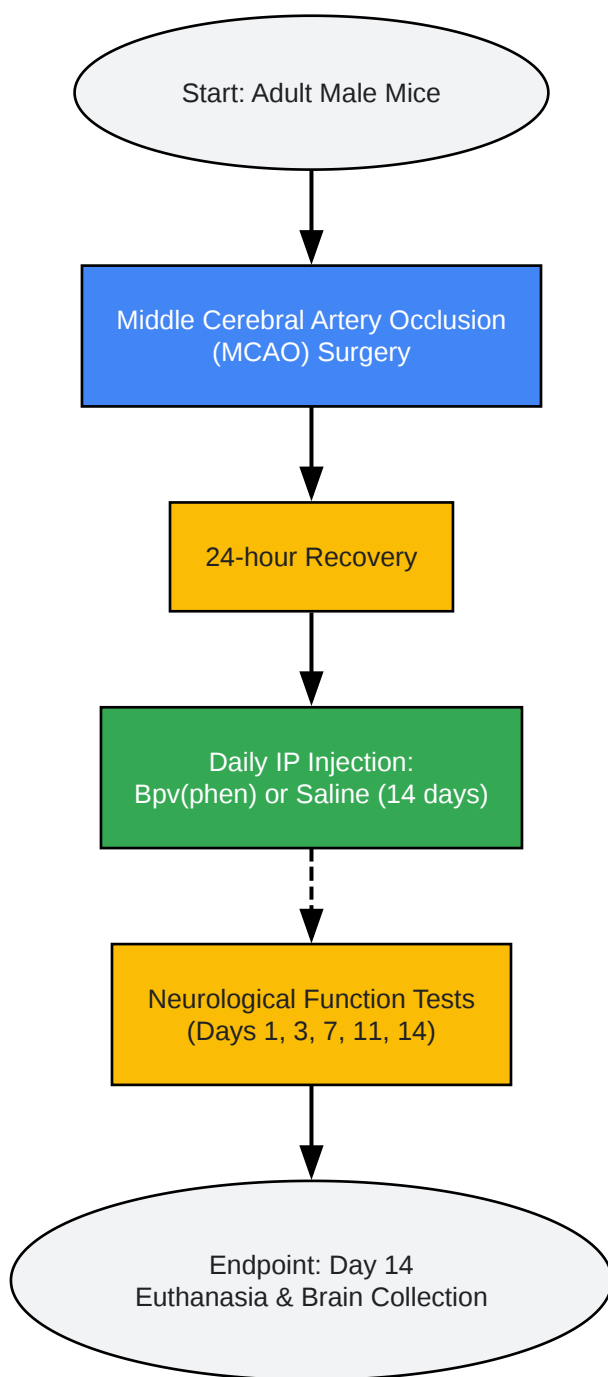 Start: Adult Male Mice
Middle Cerebral Artery Occlusion
(MCAO) Surgery
24-hour Recovery
Daily IP Injection:
Bpv(phen) or Saline (14 days)
Neurological Function Tests
(Days 1, 3, 7, 11, 14)
Endpoint: Day 14
Euthanasia & Brain Collection